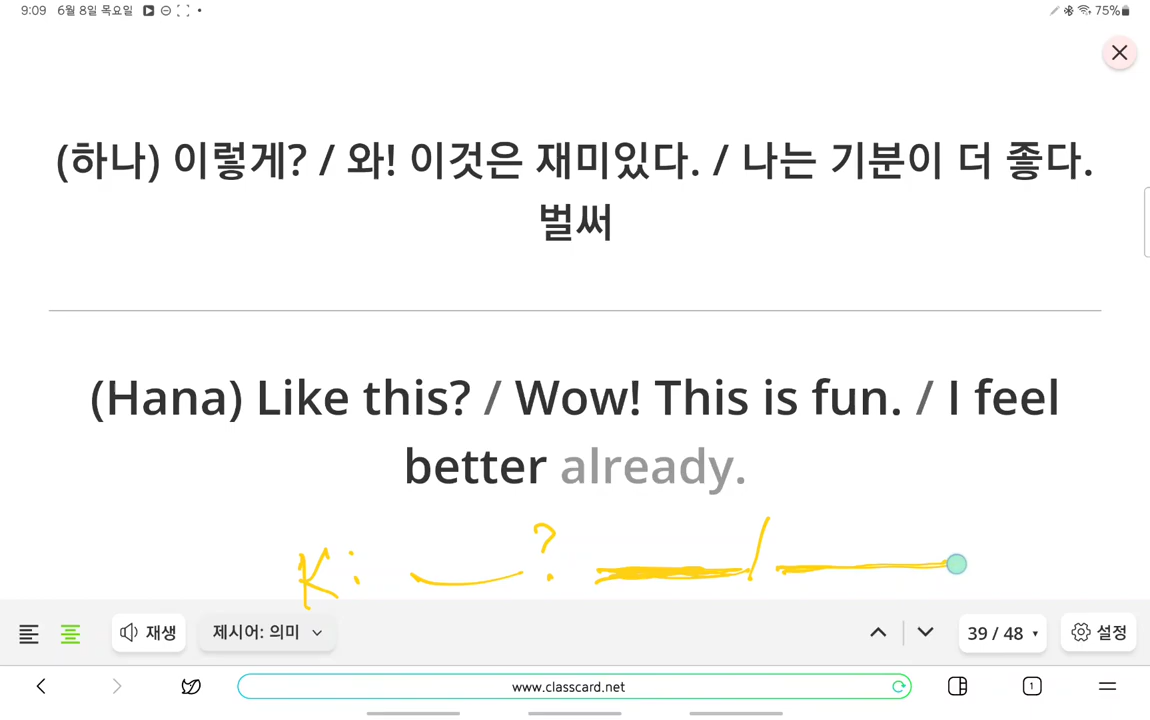 9:09 6월 8일 목요일
75%
(하나) 이렇게? / 와! 이것은 재미있다. / 나는 기분이 더 좋다.
벌써
(Hana) Like this? / Wow! This is fun. / I feel
better already.
K: ? /
재생 제시어: 의미 39 / 48 설정
www.classcard.net 1